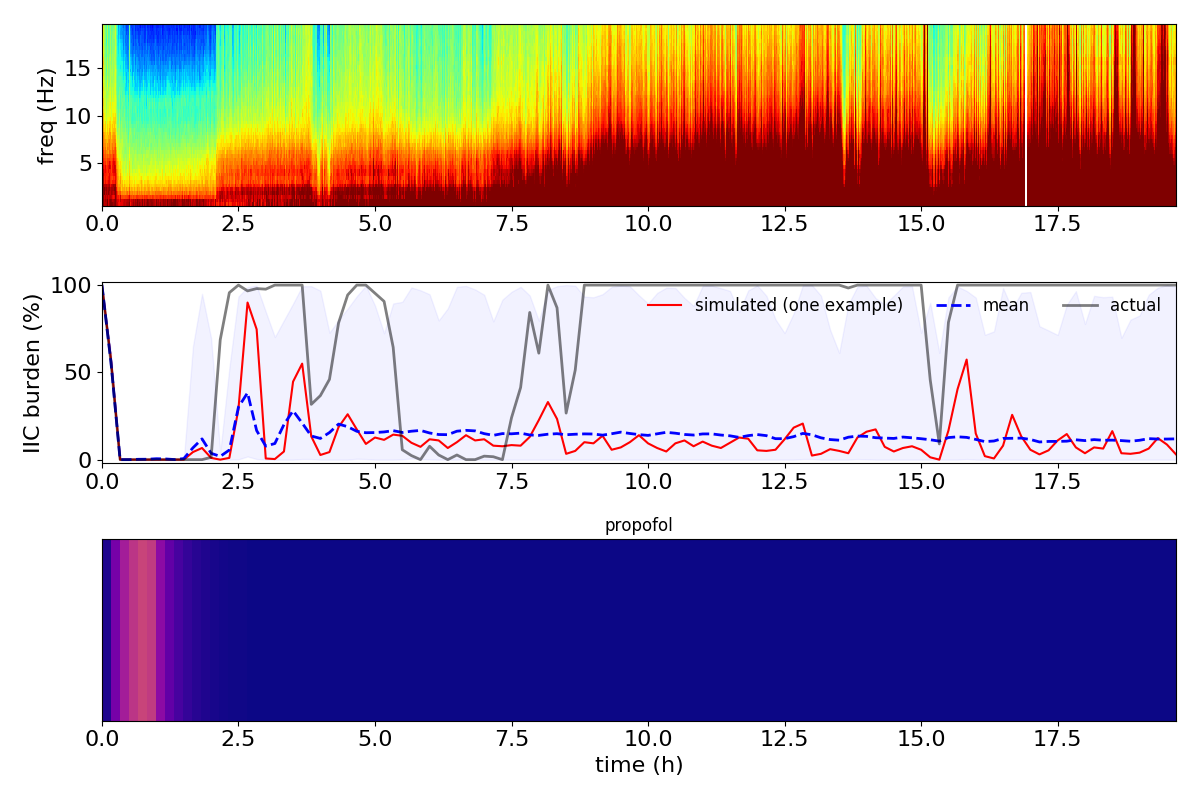 freq (Hz)
15
10
5
0.0 2.5 5.0 7.5 10.0 12.5 15.0 17.5
IIC burden (%)
100
50
0
simulated (one example) mean actual
0.0 2.5 5.0 7.5 10.0 12.5 15.0 17.5
propofol
0.0 2.5 5.0 7.5 10.0 12.5 15.0 17.5
time (h)